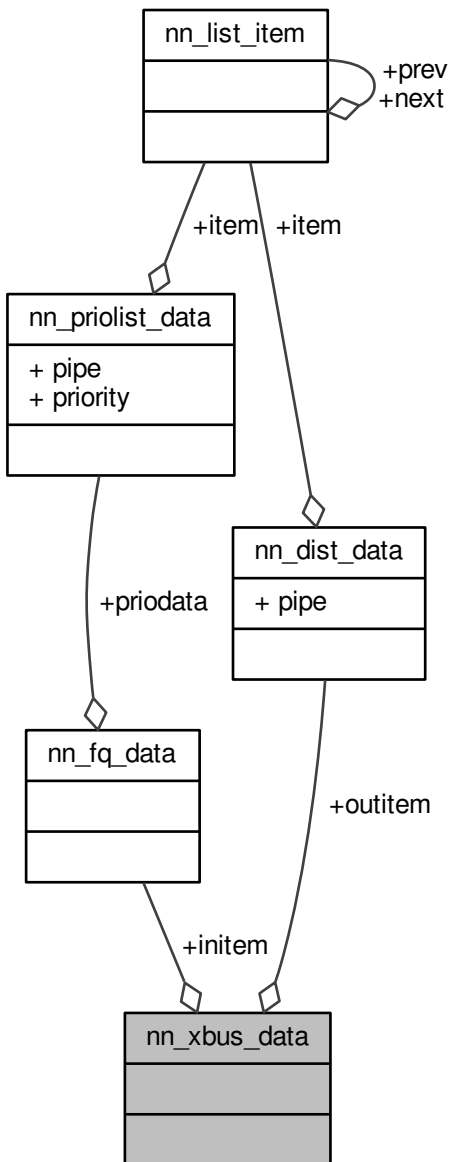 nn_list_item
+prev
+next
+item
+item
nn_priolist_data
+ pipe
+ priority
nn_dist_data
+ pipe
+priodata
nn_fq_data
+outitem
+initem
nn_xbus_data